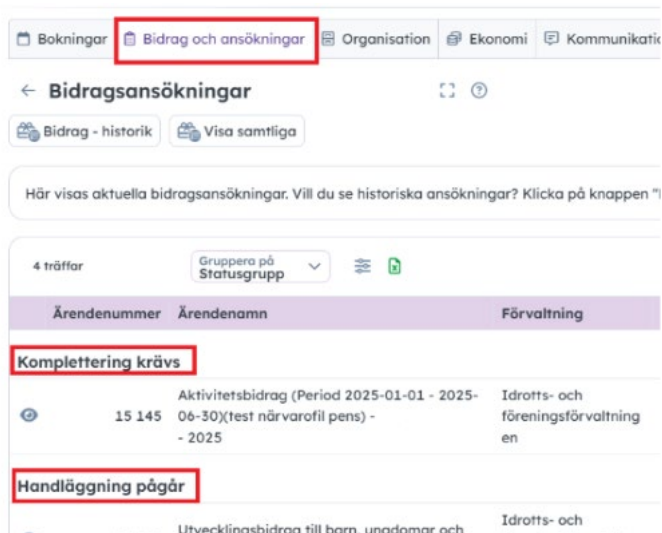 Bokningar Bidrag och ansökningar Organisation Ekonomi Kommunikatio
Bidragsansökningar
Bidrag - historik Visa samtliga
Här visas aktuella bidragsansökningar. Vill du se historiska ansökningar? Klicka på knappen "
4 träffar Gruppera på
Statusgrupp
Ärendenummer Ärendenamn Förvaltning
Komplettering krävs
Aktivitetsbidrag (Period 2025-01-01 - 2025- Idrotts- och
15 145 06-30)(test närvarofil pens) - föreningsförvaltning
- 2025 en
Handläggning pågår
Idrotts- och
Utvecklingsbidrag till barn, ungdomar och